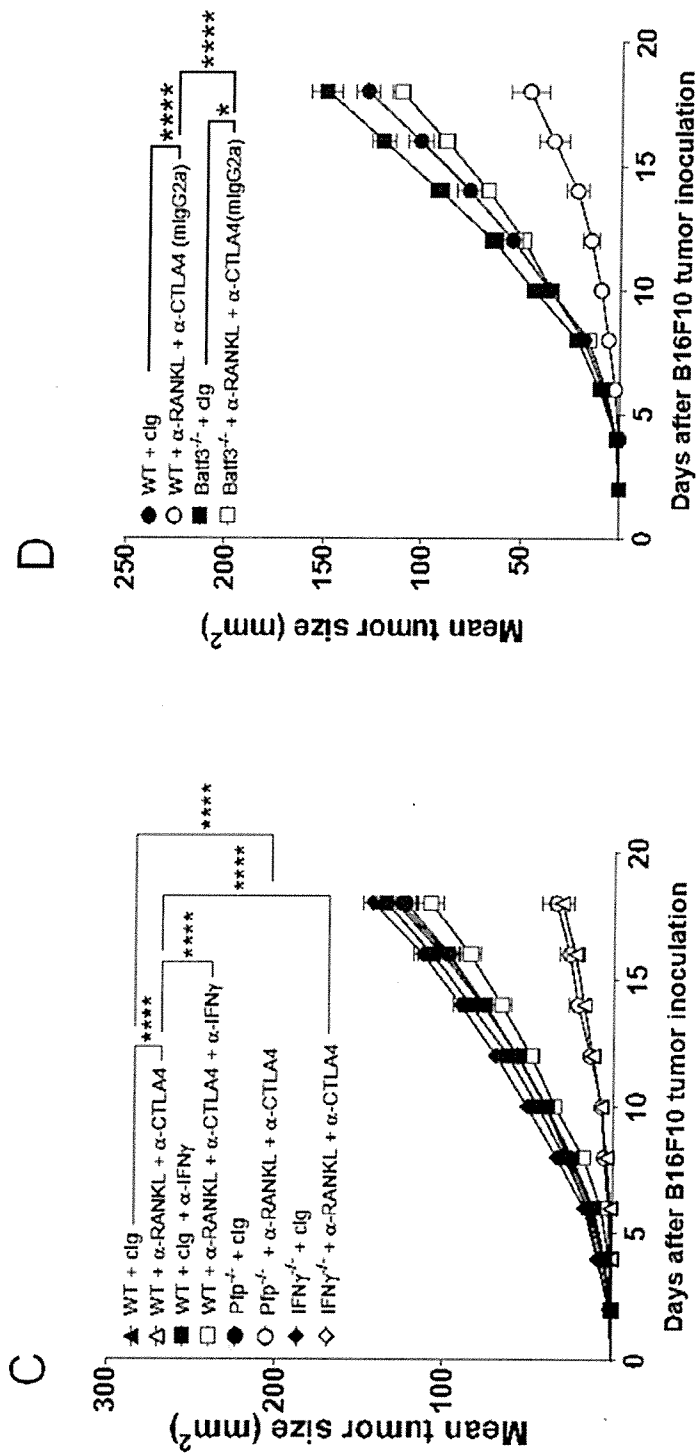 C
300
200
100
0
Mean tumor size (mm²)
WT + cIg
WT + α-RANKL + α-CTLA4
WT + cIg + α-IFNγ
WT + α-RANKL + α-CTLA4 + α-IFNγ
Pfp-/- + cIg
Pfp-/- + α-RANKL + α-CTLA4
IFNγ-/- + cIg
IFNγ-/- + α-RANKL + α-CTLA4
****
****
****
****
0
5
10
15
20
Days after B16F10 tumor inoculation
D
250
200
150
100
50
Mean tumor size (mm²)
WT + cIg
WT + α-RANKL + α-CTLA4 (mIgG2a)
Batf3-/- + cIg
Batf3-/- + α-RANKL + α-CTLA4(mIgG2a)
****
*
****
0
5
10
15
20
Days after B16F10 tumor inoculation